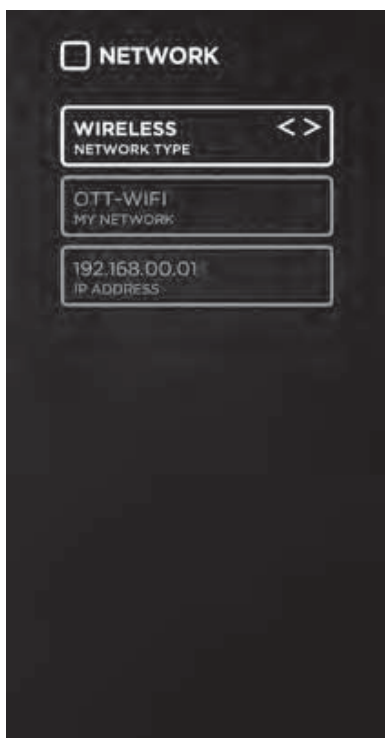 NETWORK
WIRELESS < >
NETWORK TYPE
OTT-WIFI
MY NETWORK
192.168.00.01
IP ADDRESS